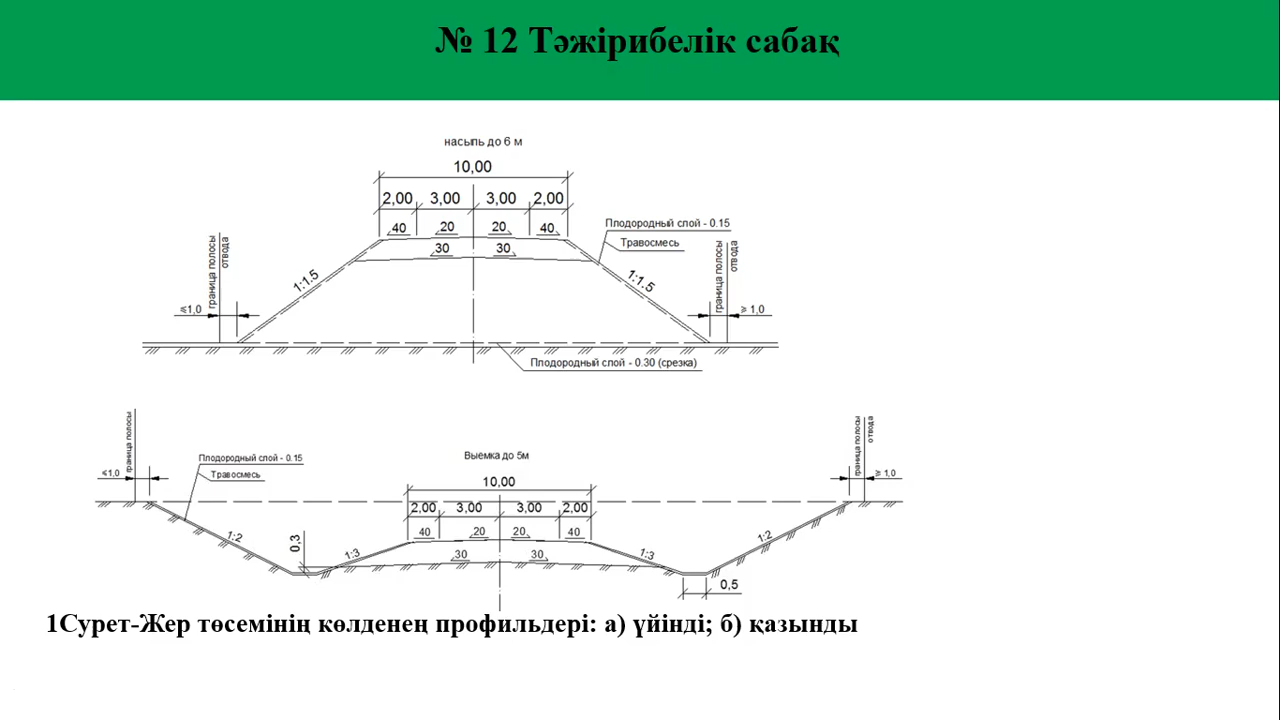 № 12 Тәжірибелік сабақ
насыпь до 6 м
10,00
2,00 3,00 3,00 2,00
40 20 20 40
30 30
Пподородный слой - 0.15
Травосмесь
граница полосы
отвода
граница полосы
отвода
1:1.5
1:1.5
≤1,0
≥ 1,0
Пподородный слой - 0.30 (срезка)
граница полосы
граница полосы
отвода
≤1,0
≥ 1,0
Пподородный слой - 0.15
Травосмесь
Выемка до 5м
10,00
2,00 3,00 3,00 2,00
40 20 20 40
30 30
1:2
0,3
1:3
1:3
1:2
0,5
1Сурет-Жер төсемінің көлденең профильдері: а) үйінді; б) қазынды